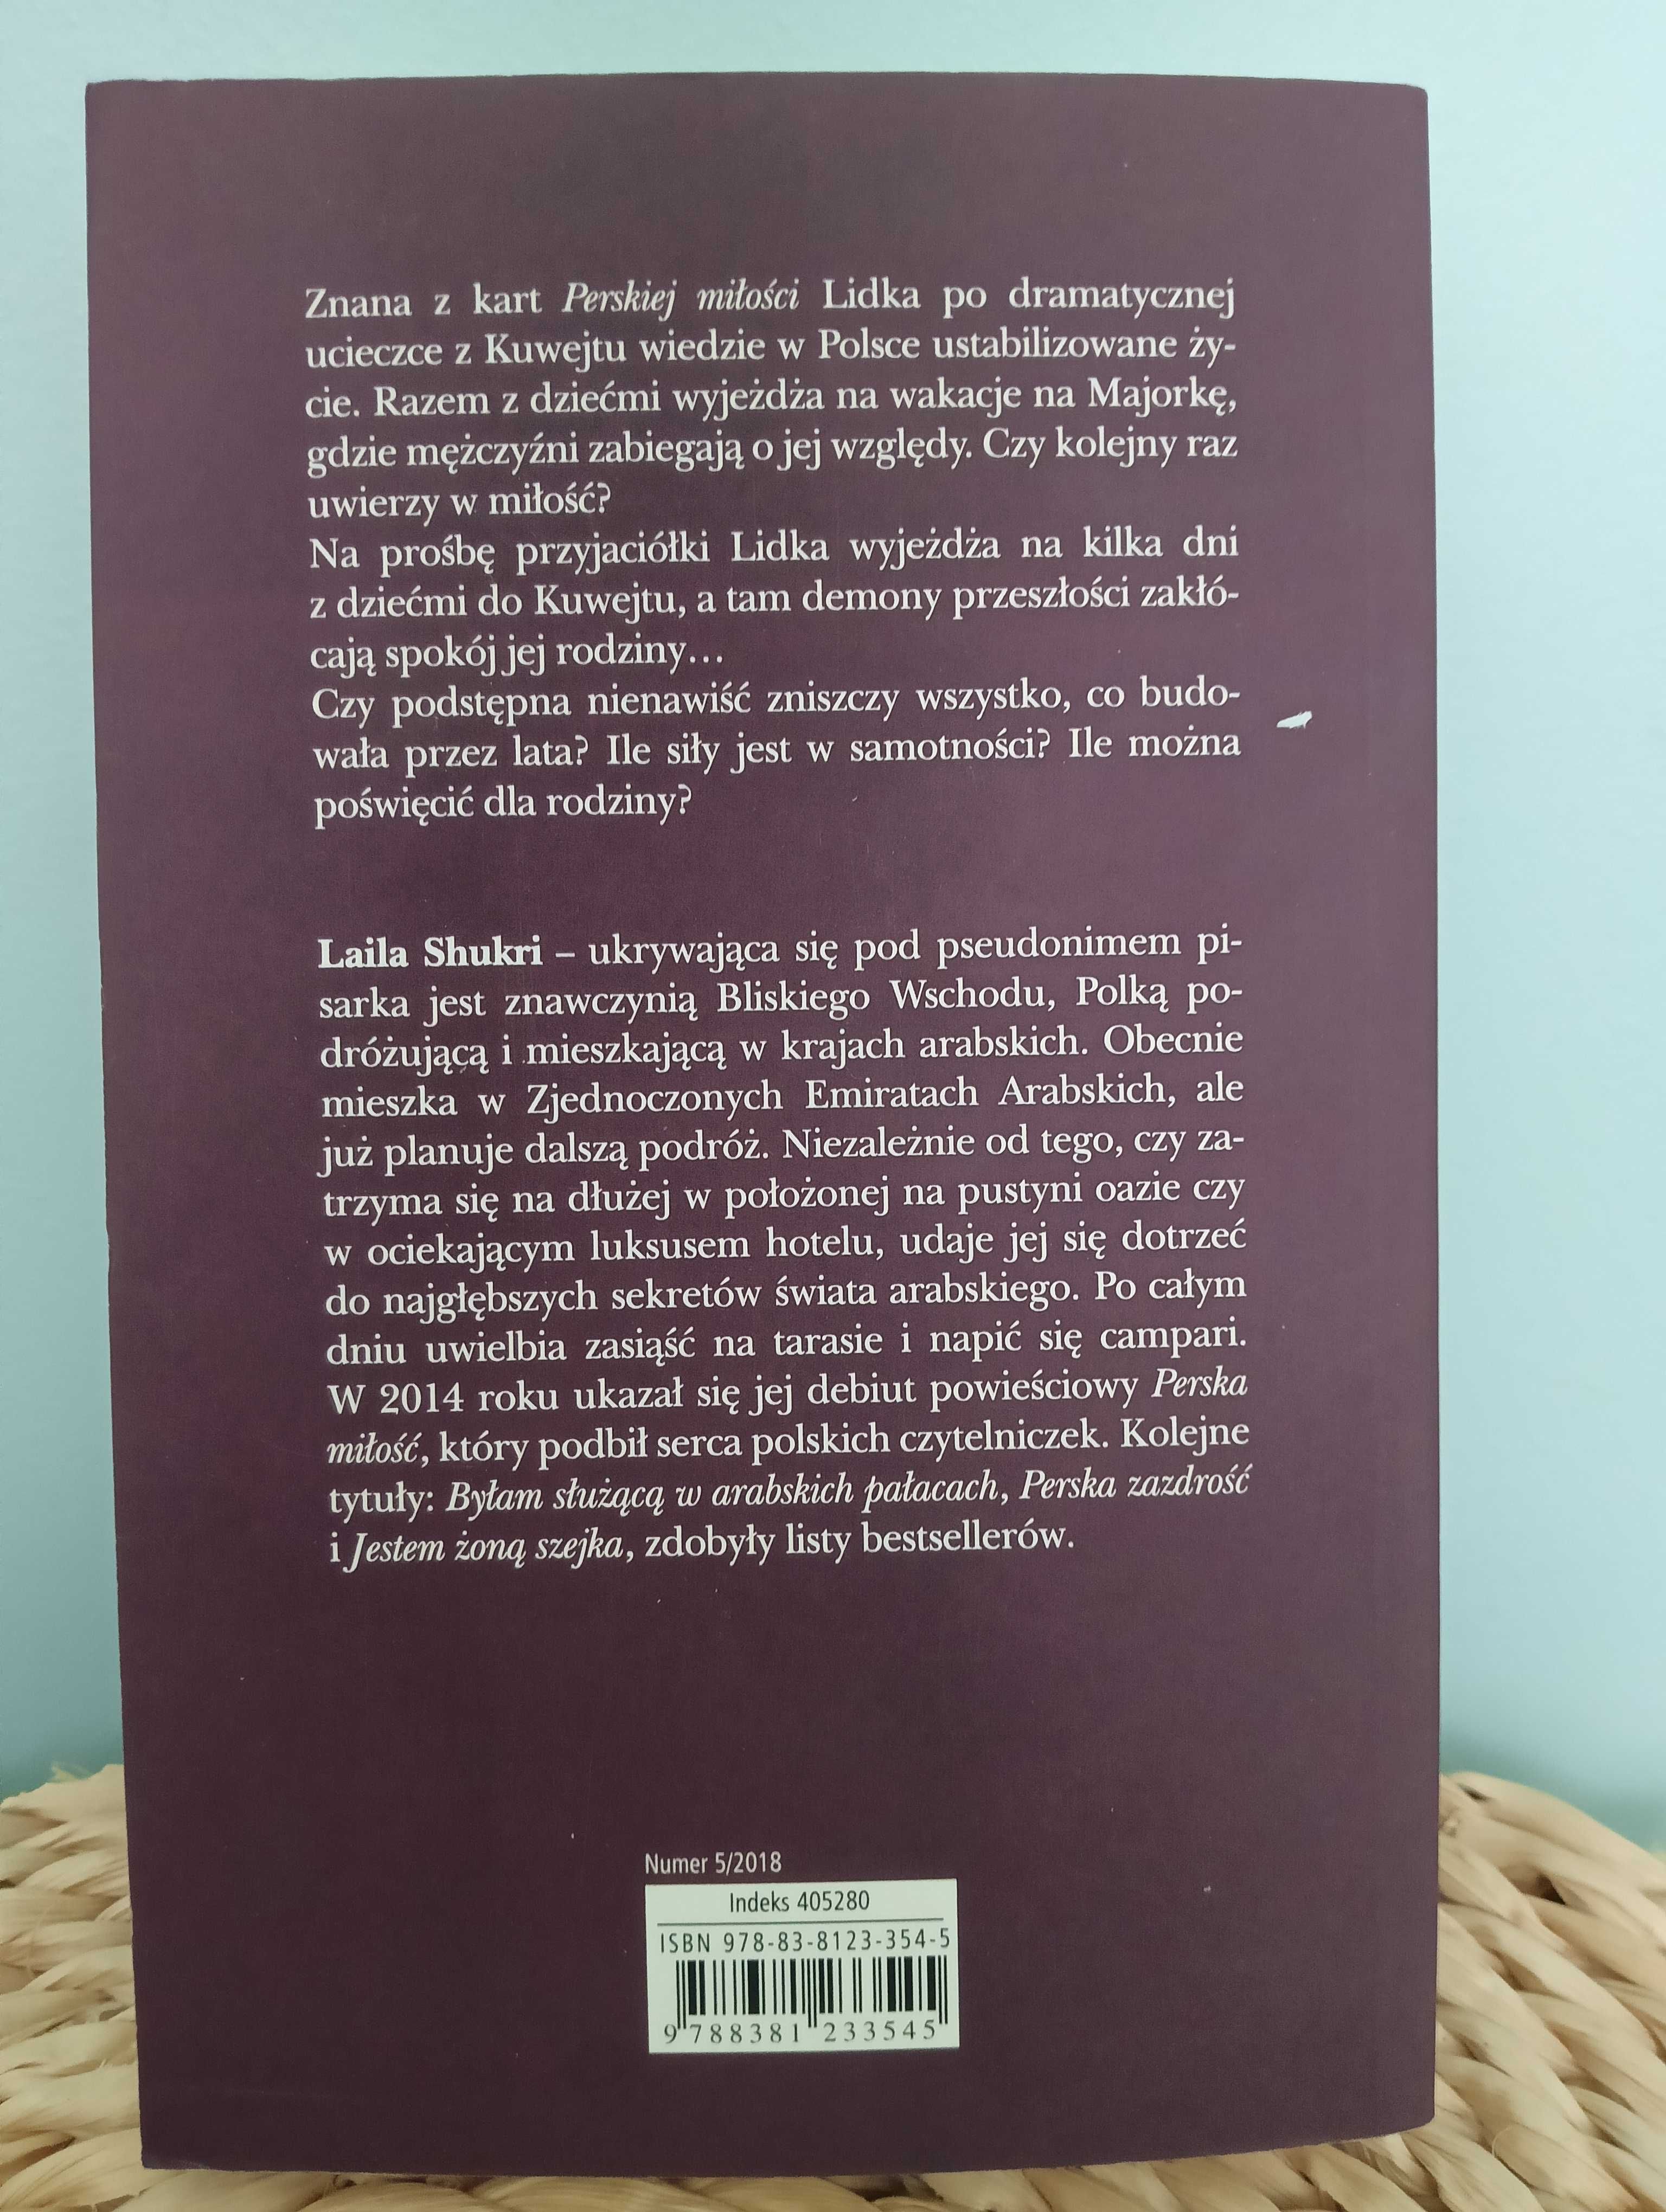 Znana z kart Perskiej miłości Lidka po dramatycznej
ucieczce z Kuwejtu wiedzie w Polsce ustabilizowane ży-
cie. Razem z dziećmi wyjeżdża na wakacje na Majorkę,
gdzie mężczyźni zabiegają o jej względy. Czy kolejny raz
uwierzy w miłość?
Na prośbę przyjaciółki Lidka wyjeżdża na kilka dni
z dziećmi do Kuwejtu, a tam demony przeszłości zakłó-
cają spokój jej rodziny…
Czy podstępna nienawiść zniszczy wszystko, co budo-
wała przez lata? Ile siły jest w samotności? Ile można
poświęcić dla rodziny?
Laila Shukri – ukrywająca się pod pseudonimem pi-
sarka jest znawczynią Bliskiego Wschodu, Polką po-
dróżującą i mieszkającą w krajach arabskich. Obecnie
mieszka w Zjednoczonych Emiratach Arabskich, ale
już planuje dalszą podróż. Niezależnie od tego, czy za-
trzyma się na dłużej w położonej na pustyni oazie czy
w ociekającym luksusem hotelu, udaje jej się dotrzeć
do najgłębszych sekretów świata arabskiego. Po całym
dniu uwielbia zasiąść na tarasie i napić się campari.
W 2014 roku ukazał się jej debiut powieściowy Perska
miłość, który podbił serca polskich czytelniczek. Kolejne
tytuły: Byłam służącą w arabskich pałacach, Perska zazdrość
i Jestem żoną szejka, zdobyły listy bestsellerów.
Numer 5/2018
Indeks 405280
ISBN 978-83-8123-354-5
9 788381 233545